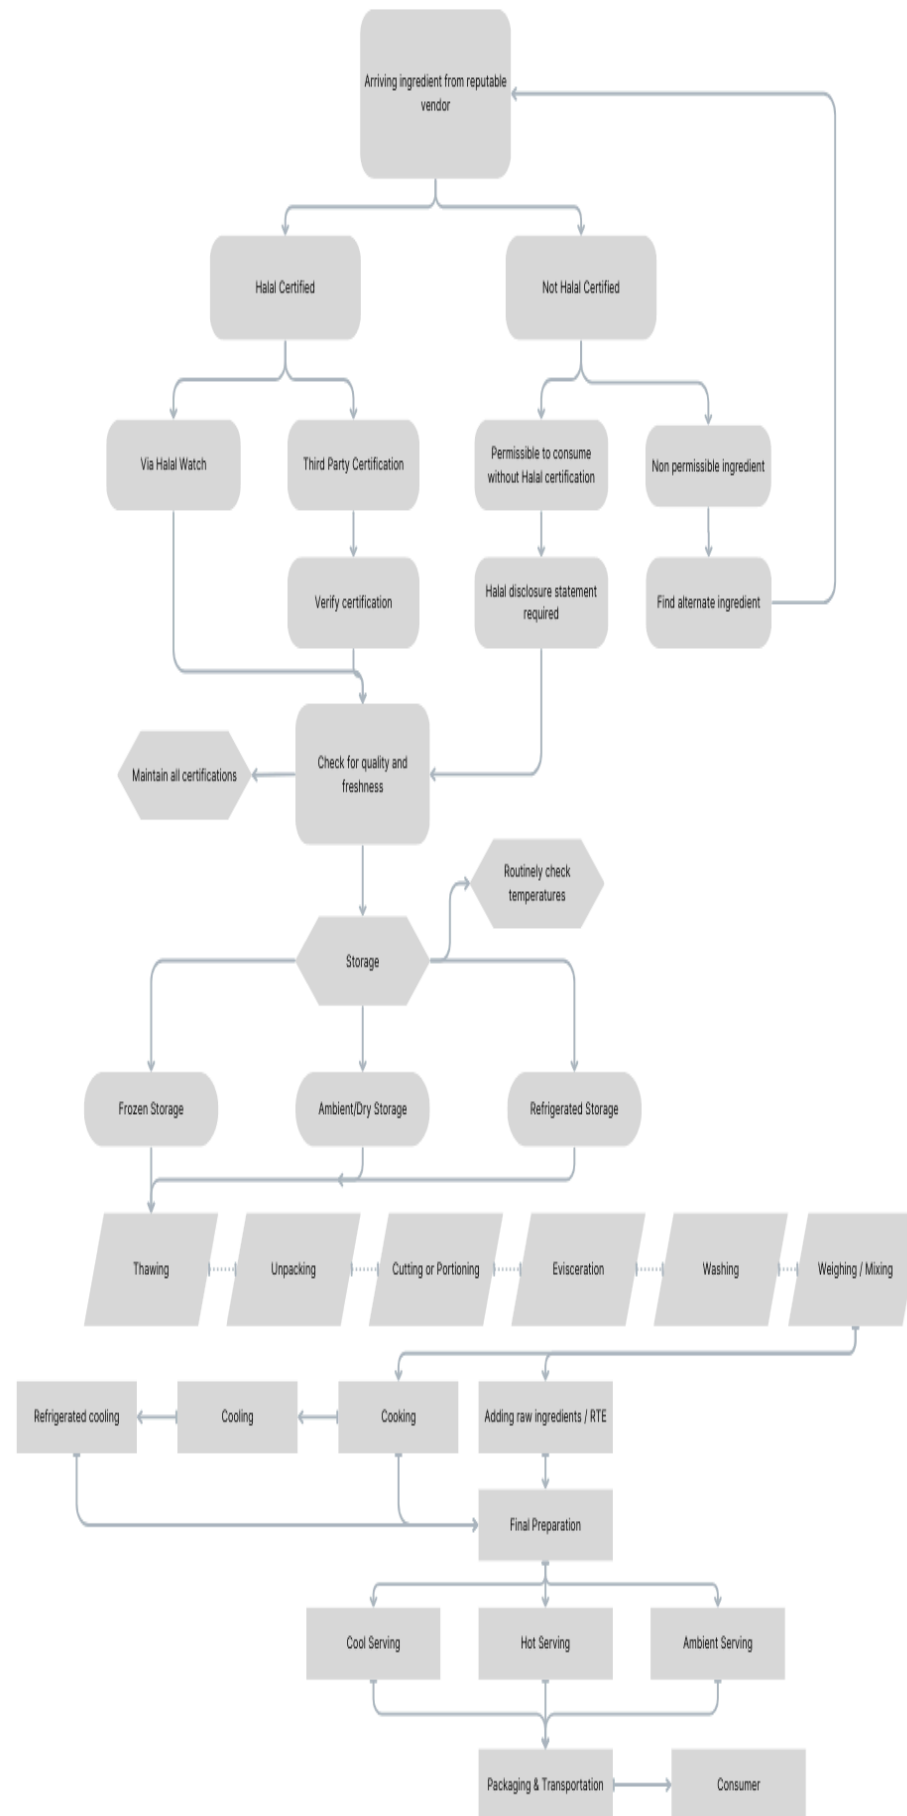 Arriving ingredient from reputable
vendor
Halal Certified
Not Halal Certified
Via Halal Watch
Third Party Certification
Permissible to consume
without Halal certification
Non permissible ingredient
Verify certification
Halal disclosure statement
required
Find alternate ingredient
Maintain all certifications
Check for quality and
freshness
Routinely check
temperatures
Storage
Frozen Storage
Ambient/Dry Storage
Refrigerated Storage
Thawing
Unpacking
Cutting or Portioning
Evisceration
Washing
Weighing / Mixing
Refrigerated cooling
Cooling
Cooking
Adding raw ingredients / RTE
Final Preparation
Cool Serving
Hot Serving
Ambient Serving
Packaging & Transportation
Consumer